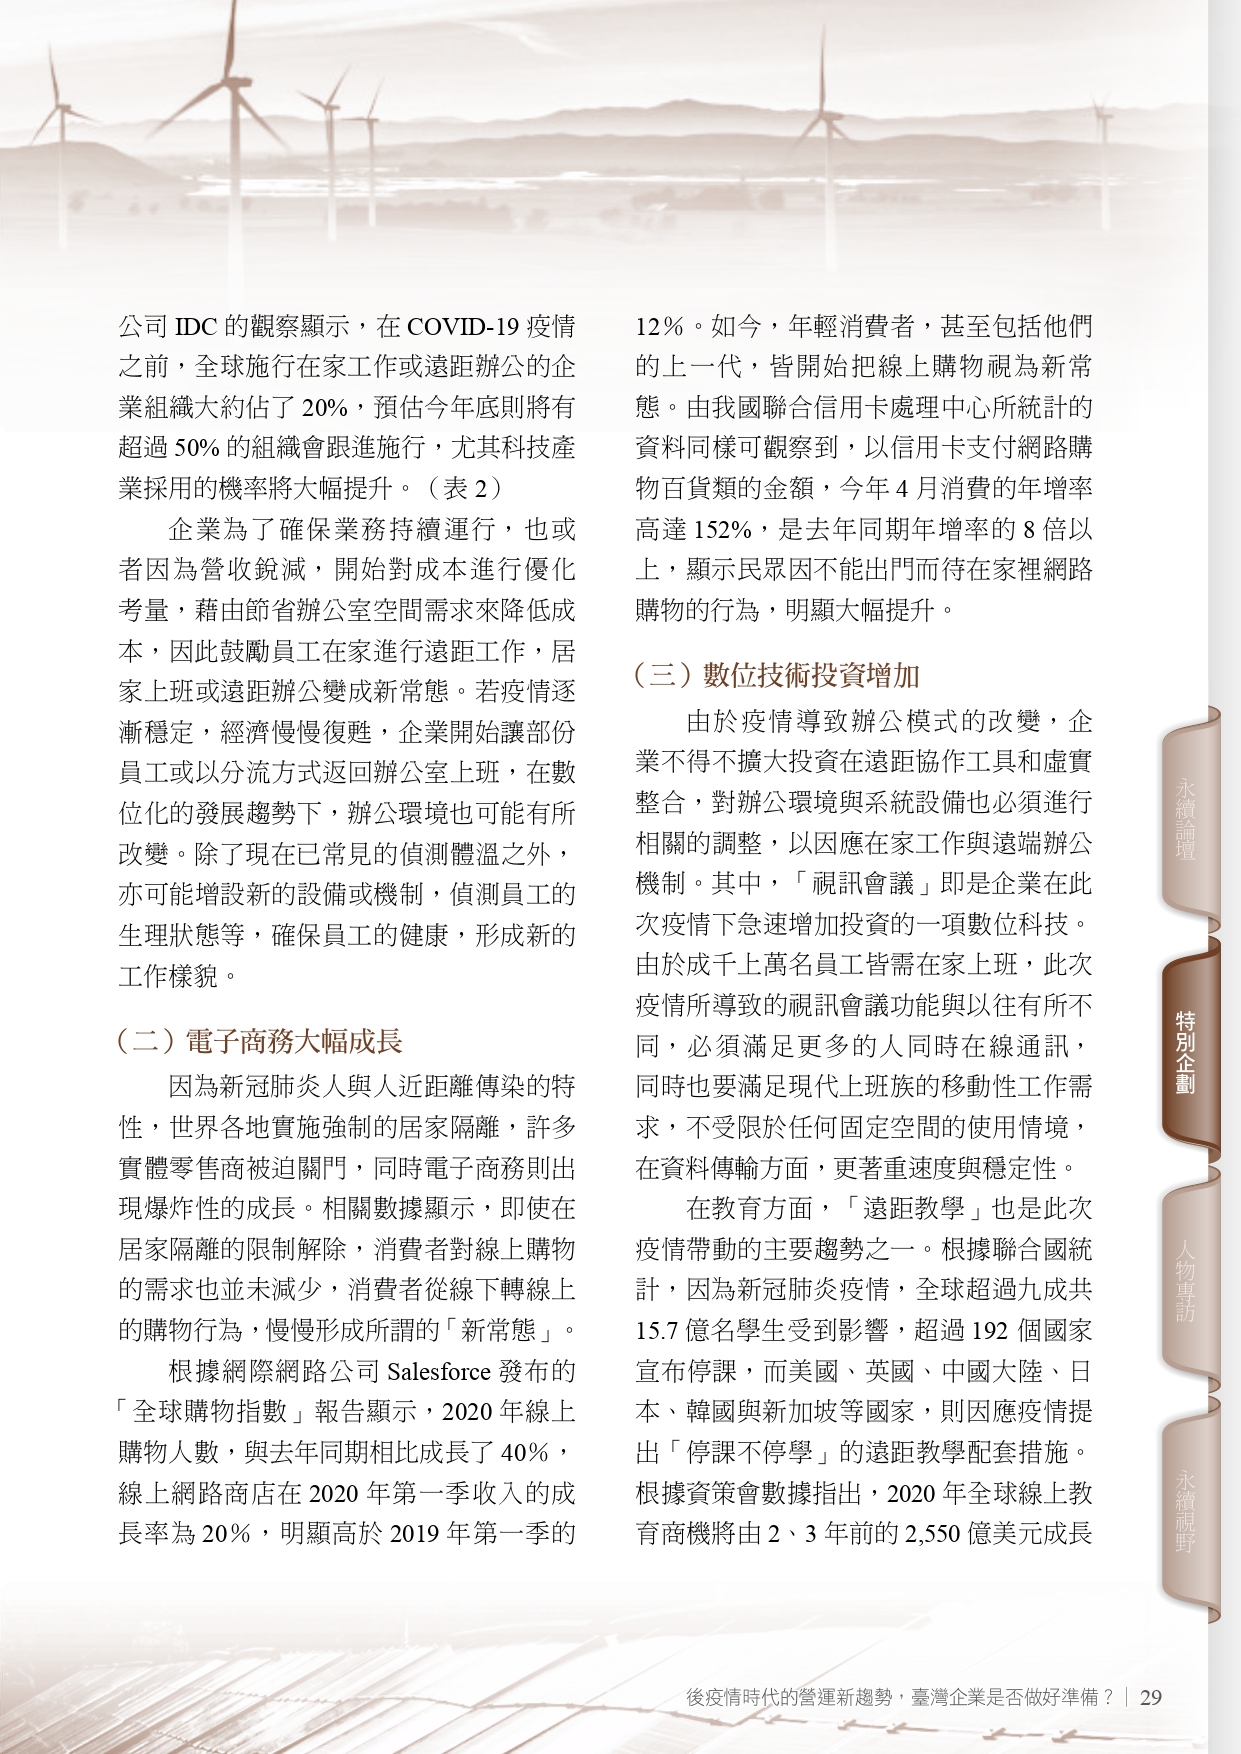 公司 IDC 的觀察顯示，在 COVID-19 疫情
之前，全球施行在家工作或遠距辦公的企
業組織大約佔了 20%，預估今年底則將有
超過 50% 的組織會跟進施行，尤其科技產
業採用的機率將大幅提升。（表 2）
企業為了確保業務持續運行，也或
者因為營收銳減，開始對成本進行優化
考量，藉由節省辦公室空間需求來降低成
本，因此鼓勵員工在家進行遠距工作，居
家上班或遠距辦公變成新常態。若疫情逐
漸穩定，經濟慢慢復甦，企業開始讓部份
員工或以分流方式返回辦公室上班，在數
位化的發展趨勢下，辦公環境也可能有所
改變。除了現在已常見的偵測體溫之外，
亦可能增設新的設備或機制，偵測員工的
生理狀態等，確保員工的健康，形成新的
工作樣貌。
（二）電子商務大幅成長
因為新冠肺炎人與人近距離傳染的特
性，世界各地實施強制的居家隔離，許多
實體零售商被迫關門，同時電子商務則出
現爆炸性的成長。相關數據顯示，即使在
居家隔離的限制解除，消費者對線上購物
的需求也並未減少，消費者從線下轉線上
的購物行為，慢慢形成所謂的「新常態」。
根據網際網路公司 Salesforce 發布的
「全球購物指數」報告顯示，2020 年線上
購物人數，與去年同期相比成長了 40%，
線上網路商店在 2020 年第一季收入的成
長率為 20%，明顯高於 2019 年第一季的
12%。如今，年輕消費者，甚至包括他們
的上一代，皆開始把線上購物視為新常
態。由我國聯合信用卡處理中心所統計的
資料同樣可觀察到，以信用卡支付網路購
物百貨類的金額，今年 4 月消費的年增率
高達 152%，是去年同期年增率的 8 倍以
上，顯示民眾因不能出門而待在家裡網路
購物的行為，明顯大幅提升。
（三）數位技術投資增加
由於疫情導致辦公模式的改變，企
業不得不擴大投資在遠距協作工具和虛實
整合，對辦公環境與系統設備也必須進行
相關的調整，以因應在家工作與遠端辦公
機制。其中，「視訊會議」即是企業在此
次疫情下急速增加投資的一項數位科技。
由於成千上萬名員工皆需在家上班，此次
疫情所導致的視訊會議功能與以往有所不
同，必須滿足更多的人同時在線通訊，
同時也要滿足現代上班族的移動性工作需
求，不受限於任何固定空間的使用情境，
在資料傳輸方面，更著重速度與穩定性。
在教育方面，「遠距教學」也是此次
疫情帶動的主要趨勢之一。根據聯合國統
計，因為新冠肺炎疫情，全球超過九成共
15.7 億名學生受到影響，超過 192 個國家
宣布停課，而美國、英國、中國大陸、日
本、韓國與新加坡等國家，則因應疫情提
出「停課不停學」的遠距教學配套措施。
根據資策會數據指出，2020 年全球線上教
育商機將由 2、3 年前的 2,550 億美元成長
永續論壇
特別企劃
人物專訪
永續視野
後疫情時代的營運新趨勢，臺灣企業是否做好準備？｜ 29